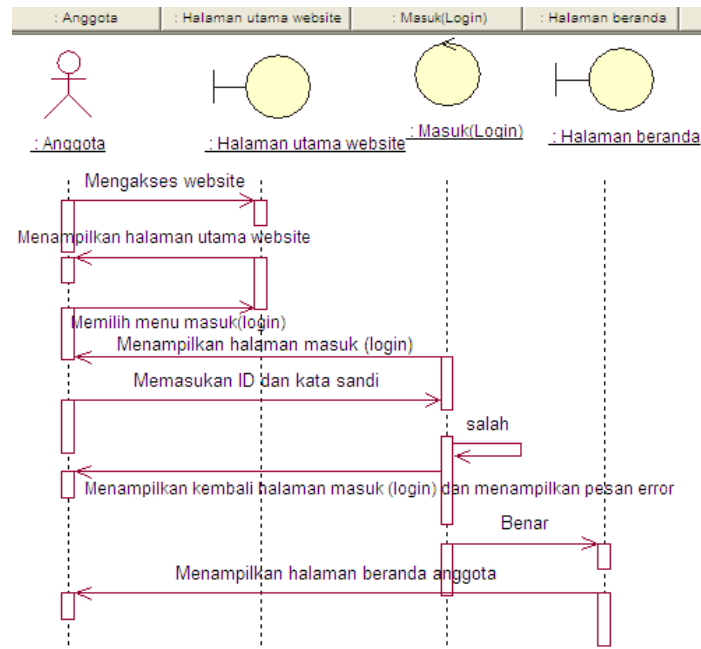 : Anggota
: Halaman utama website
: Masuk(Login)
: Halaman beranda
: Anggota
: Halaman utama website
: Masuk(Login)
: Halaman beranda
Mengakses website
Menampilkan halaman utama website
Memilih menu masuk(login)
Menampilkan halaman masuk (login)
Memasukan ID dan kata sandi
salah
Menampilkan kembali halaman masuk (login) dan menampilkan pesan error
Benar
Menampilkan halaman beranda anggota